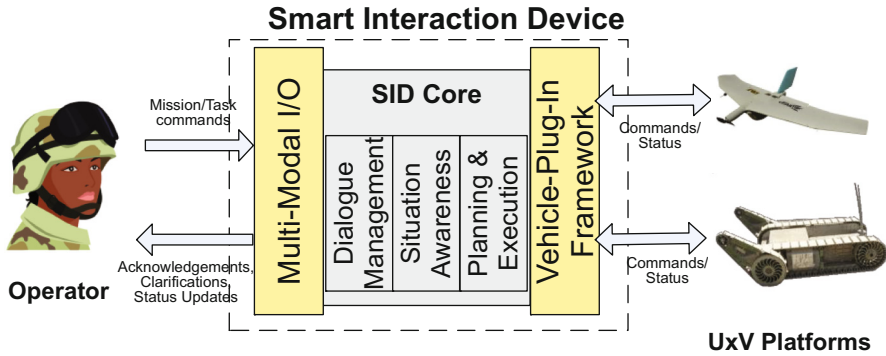 Smart Interaction Device
Mission/Task
commands
Acknowledgements,
Clarifications,
Status Updates
Operator
Multi-Modal I/O
SID Core
Dialogue
Management
Situation
Awareness
Planning &
Execution
Vehicle-Plug-In
Framework
Commands/
Status
Commands/
Status
UxV Platforms